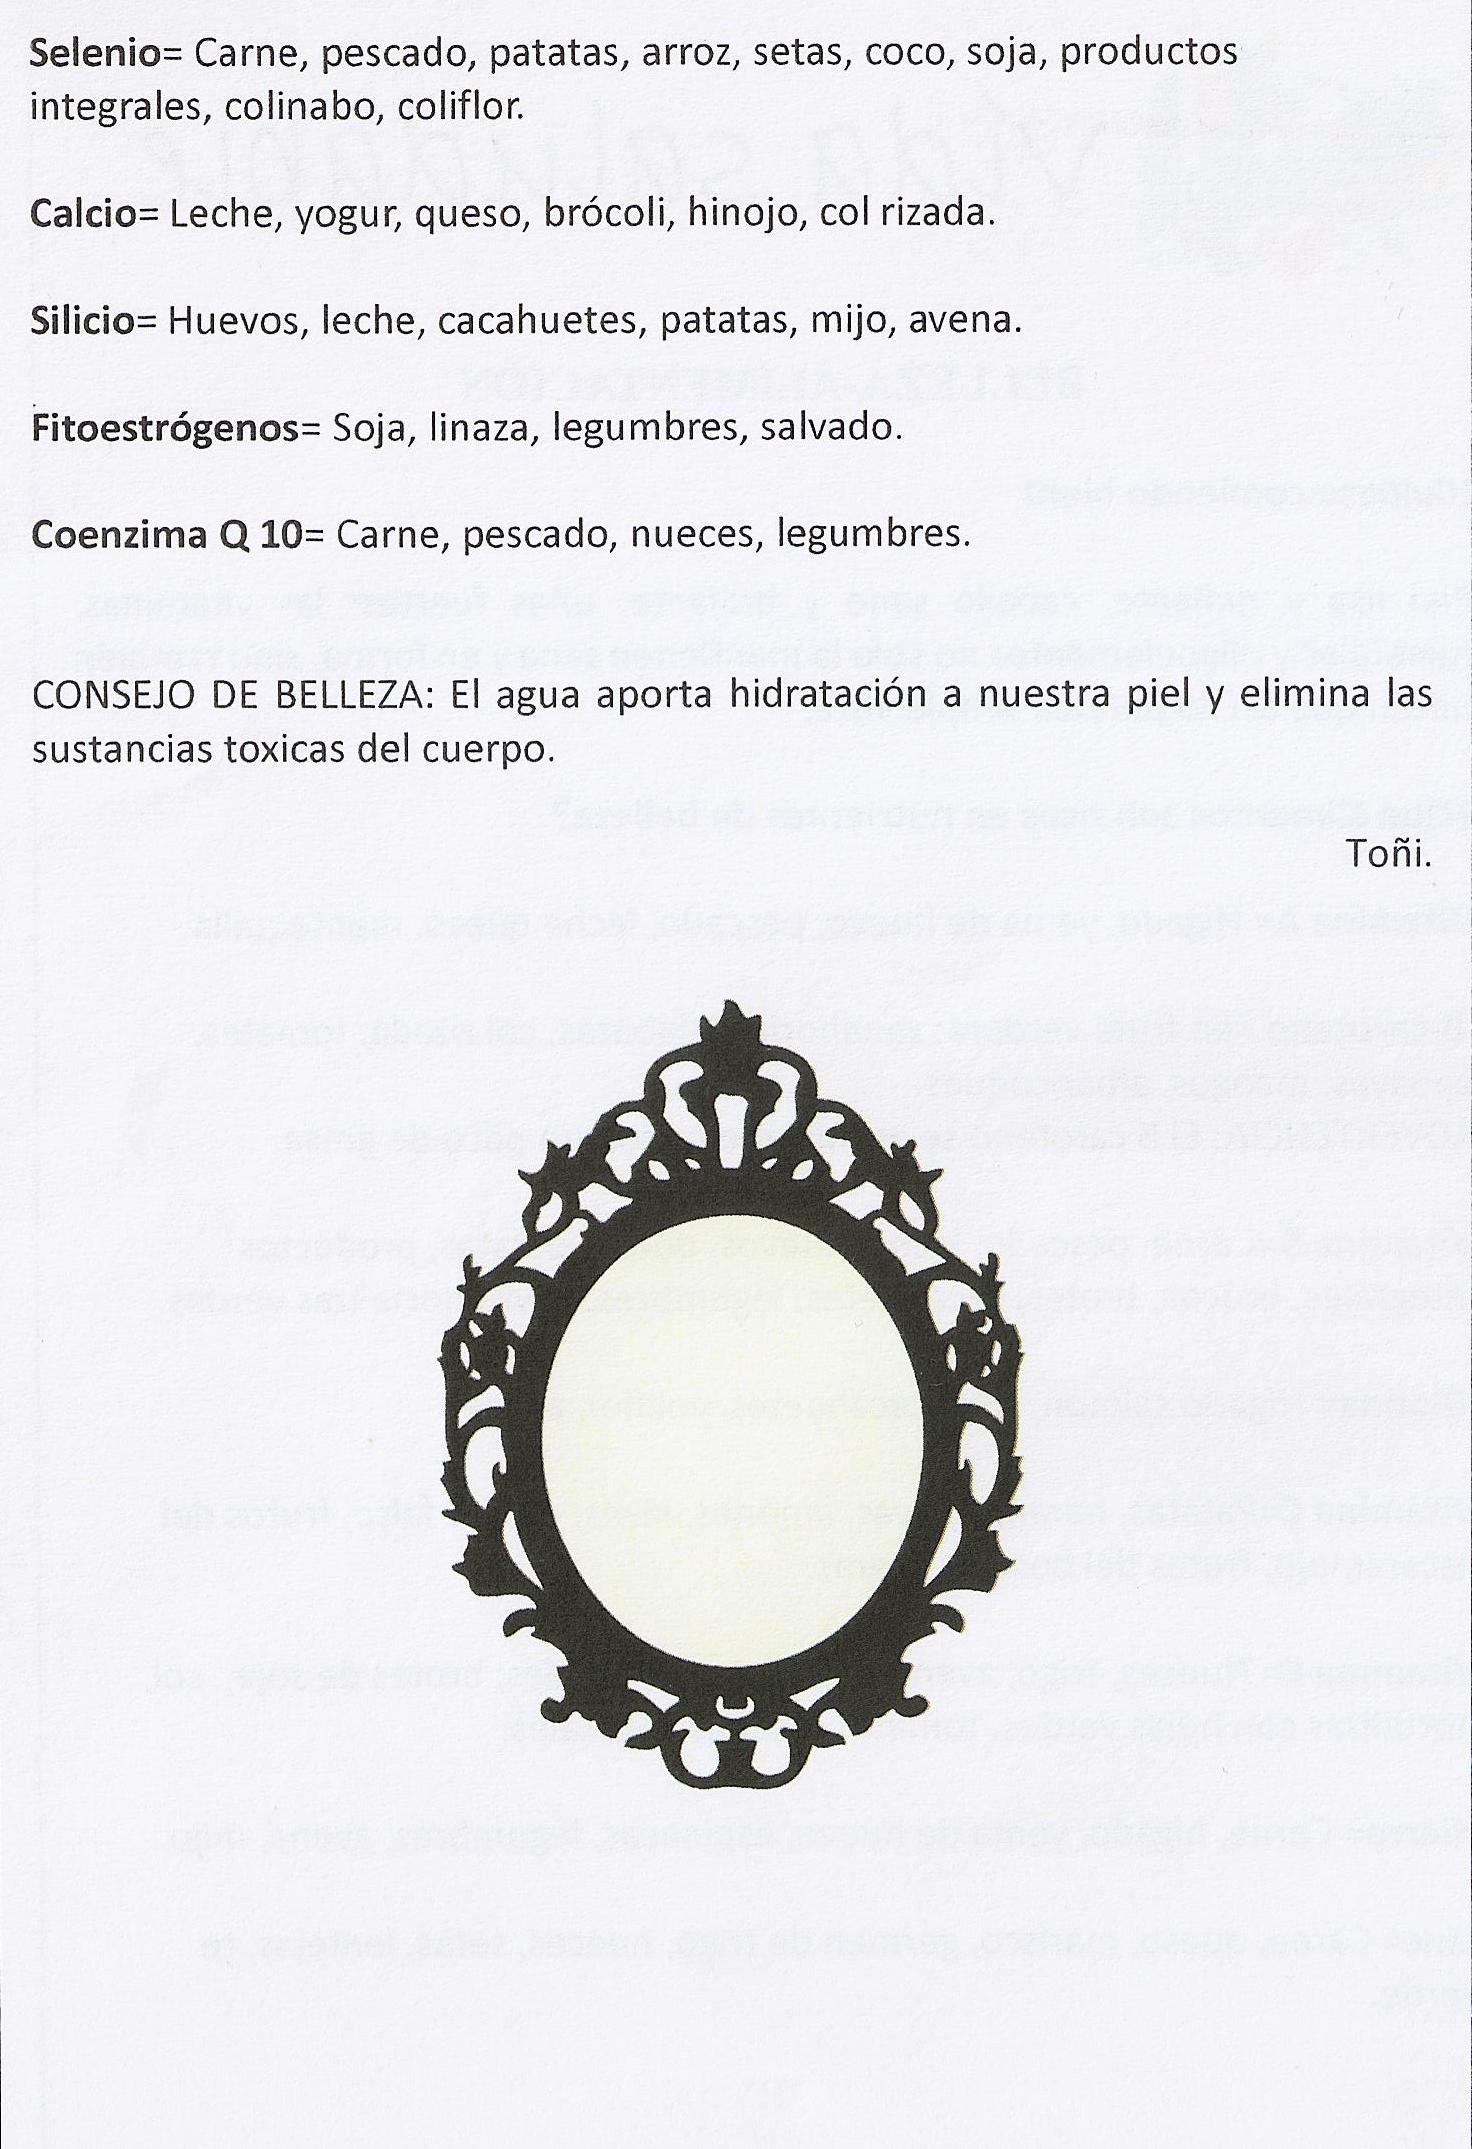 Selenio= Carne, pescado, patatas, arroz, setas, coco, soja, productos
integrales, colinabo, coliflor.
Calcio= Leche, yogur, queso, brócoli, hinojo, col rizada.
Silicio= Huevos, leche, cacahuetes, patatas, mijo, avena.
Fitoestrógenos= Soja, linaza, legumbres, salvado.
Coenzima Q 10= Carne, pescado, nueces, legumbres.
CONSEJO DE BELLEZA: El agua aporta hidratación a nuestra piel y elimina las
sustancias toxicas del cuerpo.
Toñi.